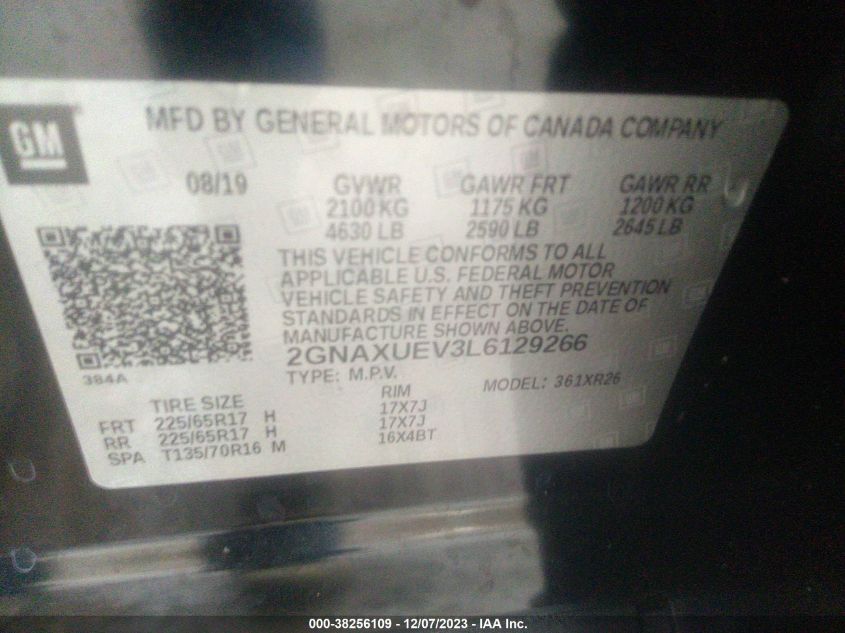 GM
MFD BY GENERAL MOTORS OF CANADA COMPANY
08/19 GVWR GAWR FRT GAWR RR
2100 KG 1175 KG 1200 KG
4630 LB 2590 LB 2645 LB
THIS VEHICLE CONFORMS TO ALL
APPLICABLE U.S. FEDERAL MOTOR
VEHICLE SAFETY AND THEFT PREVENTION
STANDARDS IN EFFECT ON THE DATE OF
MANUFACTURE SHOWN ABOVE.
2GNAXUEV3L6129266
384A
TYPE: M.P.V. MODEL: 361XR26
TIRE SIZE RIM
FRT 225/65R17 H 17X7J
RR 225/65R17 H 17X7J
SPA T135/70R16 M 16X4BT
000-38256109 - 12/07/2023 - IAA Inc.